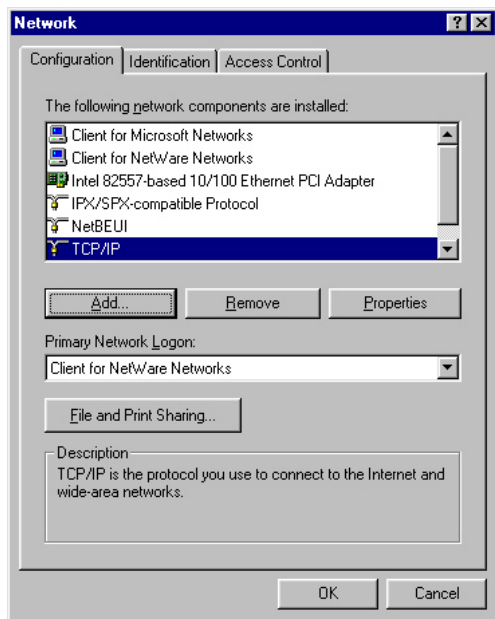 Network
Configuration Identification Access Control
The following network components are installed:
Client for Microsoft Networks
Client for NetWare Networks
Intel 82557-based 10/100 Ethernet PCI Adapter
IPX/SPX-compatible Protocol
NetBEUI
TCP/IP
Add... Remove Properties
Primary Network Logon:
Client for NetWare Networks
File and Print Sharing...
Description
TCP/IP is the protocol you use to connect to the Internet and
wide-area networks.
OK Cancel